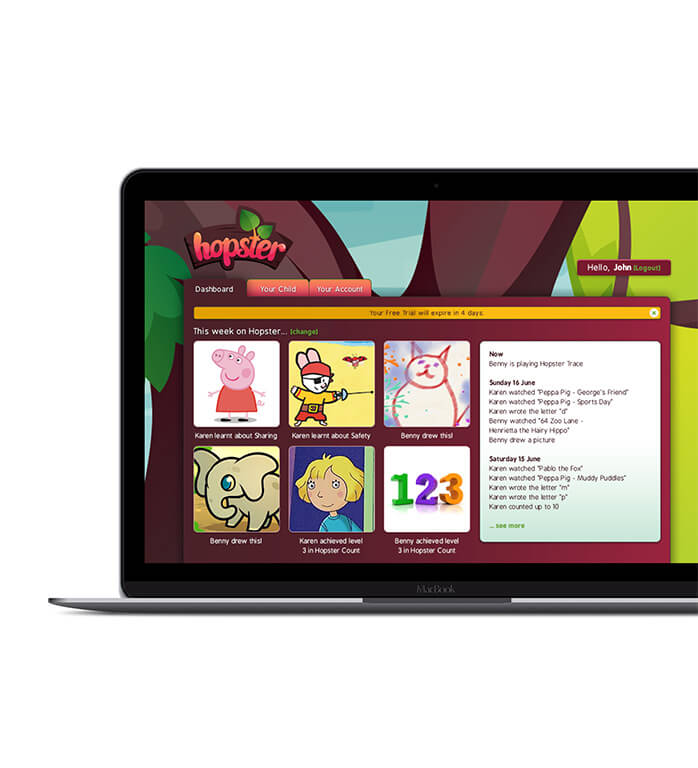 hopster
Hello, John (Logout)
Dashboard
Your Child
Your Account
Your Free Trial will expire in 4 days
This week on Hopster... (change)
Karen learnt about Sharing
Karen learnt about Safety
Benny drew this!
Benny drew this!
Karen achieved level
3 in Hopster Count
123
Benny achieved level
3 in Hopster Count
Now
Benny is playing Hopster Trace
Sunday 16 June
Karen watched "Peppa Pig - George's Friend"
Karen watched "Peppa Pig - Sports Day"
Karen wrote the letter "d"
Benny watched "64 Zoo Lane -
Henrietta the Hairy Hippo"
Benny drew a picture
Saturday 15 June
Karen watched "Pablo the Fox"
Karen watched "Peppa Pig - Muddy Puddles"
Karen wrote the letter "m"
Karen wrote the letter "p"
Karen counted up to 10
... see more
MacBook